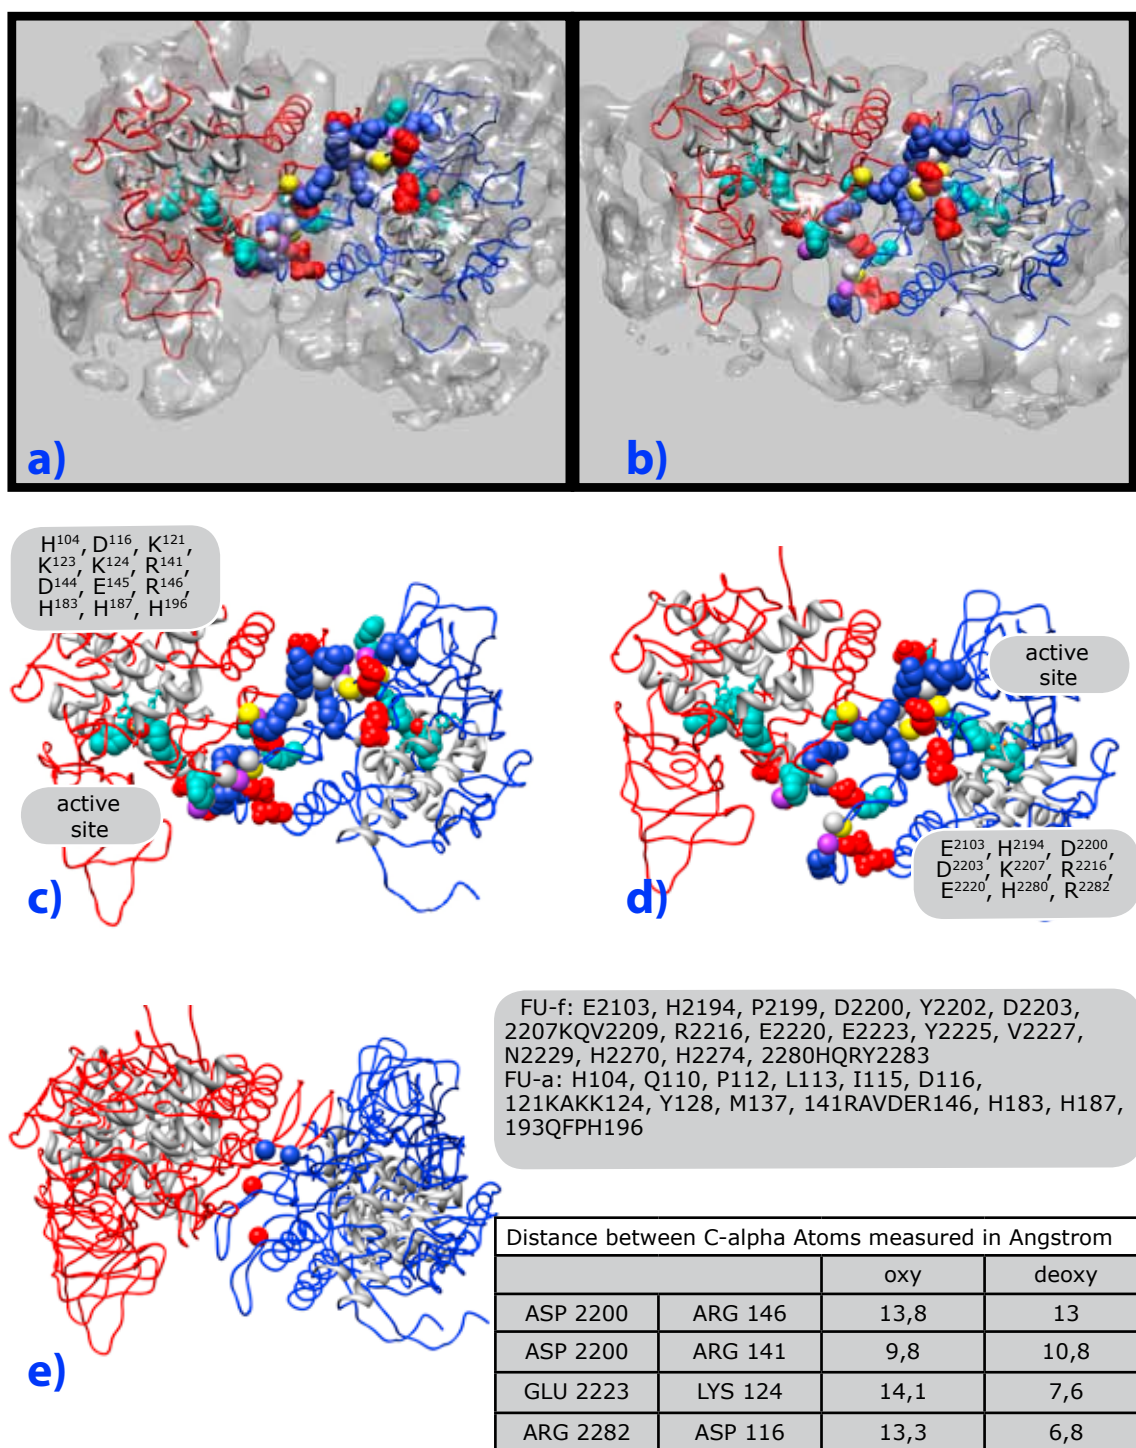 a)
b)
H104, D116, K121,
K123, K124, R141,
D144, E145, R146,
H183, H187, H196
active
site
c)
active
site
E2103, H2194, D2200,
D2203, K2207, R2216,
E2220, H2280, R2282
d)
FU-f: E2103, H2194, P2199, D2200, Y2202, D2203,
2207KQV2209, R2216, E2220, E2223, Y2225, V2227,
N2229, H2270, H2274, 2280HQRY2283
FU-a: H104, Q110, P112, L113, I115, D116,
121KAKK124, Y128, M137, 141RAVDER146, H183, H187,
193QFPH196
e)
Distance between C-alpha Atoms measured in Angstrom
oxy deoxy
ASP 2200 ARG 146 13,8 13
ASP 2200 ARG 141 9,8 10,8
GLU 2223 LYS 124 14,1 7,6
ARG 2282 ASP 116 13,3 6,8